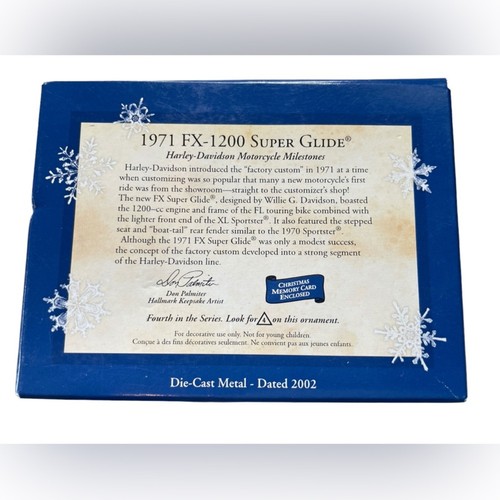 1971 FX-1200 SUPER GLIDE®
Harley-Davidson Motorcycle Milestones
Harley-Davidson introduced the "factory custom" in 1971 at a time
when customizing was so popular that many a new motorcycle's first
ride was from the showroom—straight to the customizer's shop!
The new FX Super Glide®, designed by Willie G. Davidson, boasted
the 1200-cc engine and frame of the FL touring bike combined with
the lighter front end of the XL Sportster®. It also featured the stepped
seat and "boat-tail" rear fender similar to the 1970 Sportster®.
Although the 1971 FX Super Glide® was only a modest success,
the concept of the factory custom developed into a strong segment
of the Harley-Davidson line.
Don Palmiter
Don Palmiter
Hallmark Keepsake Artist
CHRISTMAS
MEMORY CARD
ENCLOSED
Fourth in the Series. Look for 4 on this ornament.
For decorative use only. Not for young children.
Conçue à des fins décoratives seulement. Ne convient pas aux jeunes enfants.
Die-Cast Metal - Dated 2002